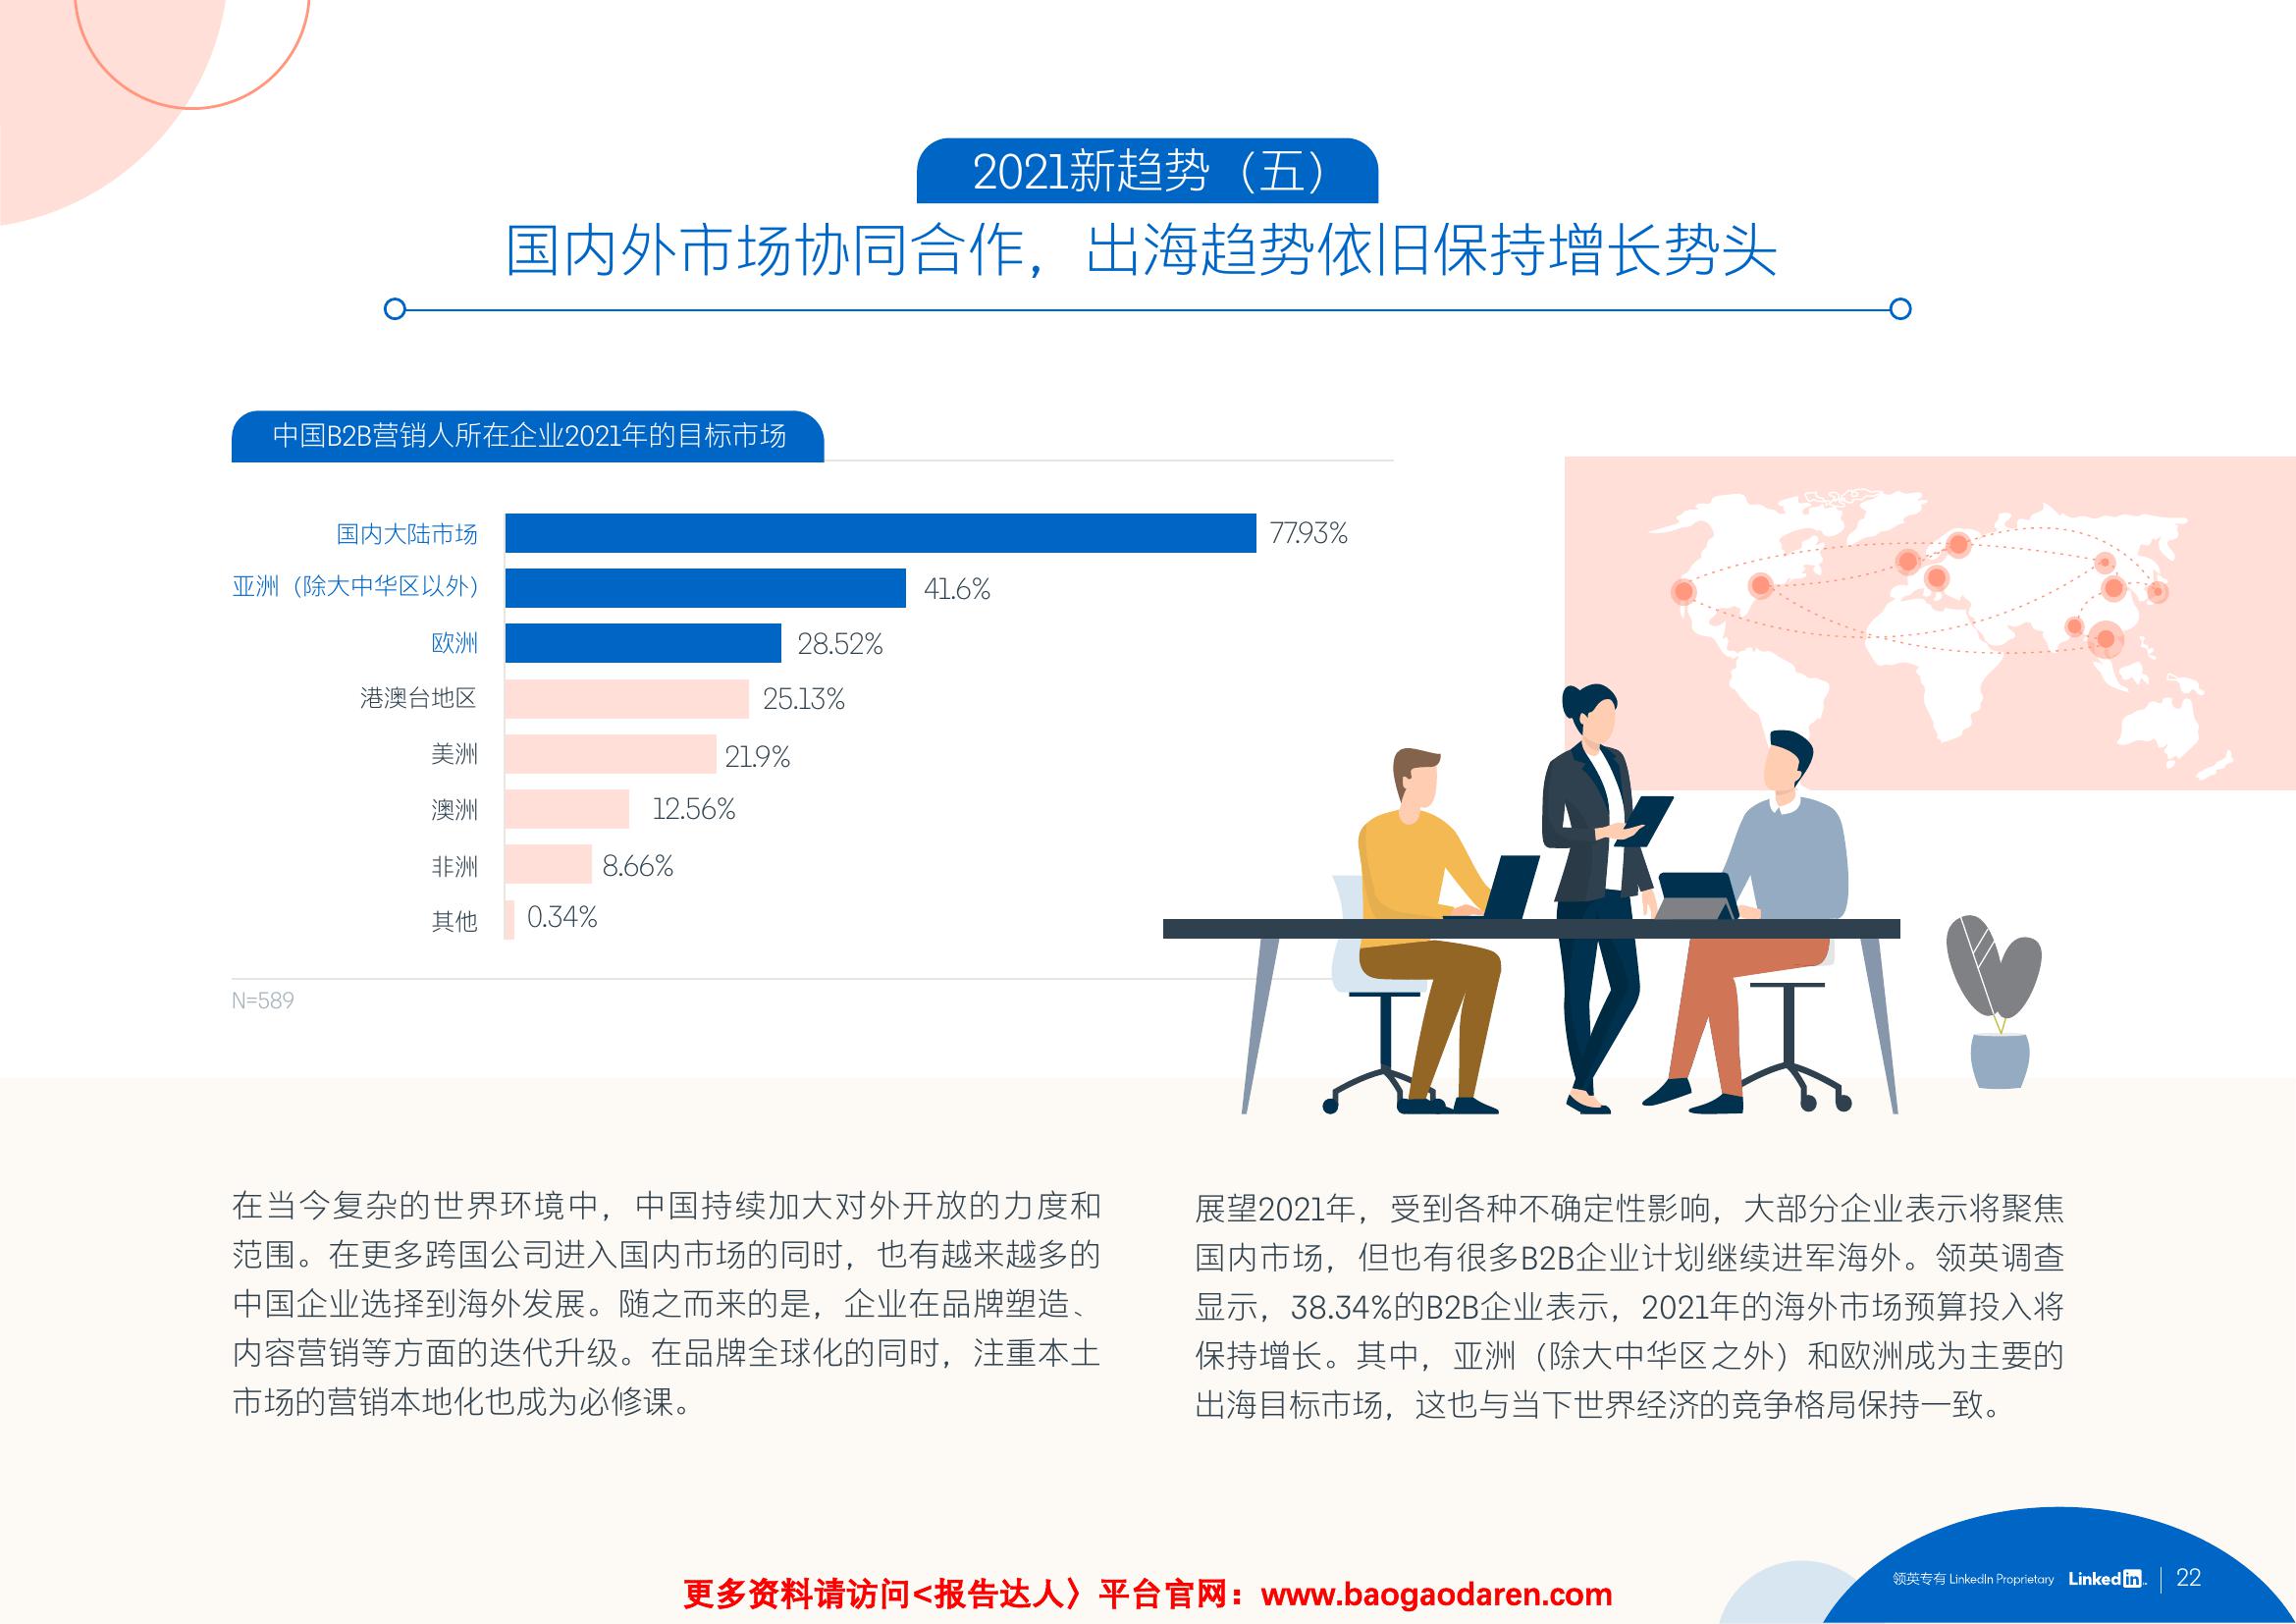 2021新趋势（五）
国内外市场协同合作，出海趋势依旧保持增长势头
中国B2B营销人所在企业2021年的目标市场
国内大陆市场 77.93%
亚洲（除大中华区以外） 41.6%
欧洲 28.52%
港澳台地区 25.13%
美洲 21.9%
澳洲 12.56%
非洲 8.66%
其他 0.34%
N=589
在当今复杂的世界环境中，中国持续加大对外开放的力度和
范围。在更多跨国公司进入国内市场的同时，也有越来越多的
中国企业选择到海外发展。随之而来的是，企业在品牌塑造、
内容营销等方面的迭代升级。在品牌全球化的同时，注重本土
市场的营销本地化也成为必修课。
展望2021年，受到各种不确定性影响，大部分企业表示将聚焦
国内市场，但也有很多B2B企业计划继续进军海外。领英调查
显示，38.34%的B2B企业表示，2021年的海外市场预算投入将
保持增长。其中，亚洲（除大中华区之外）和欧洲成为主要的
出海目标市场，这也与当下世界经济的竞争格局保持一致。
领英专有 LinkedIn Proprietary LinkedIn 22
更多资料请访问<报告达人〉平台官网：www.baogaodaren.com